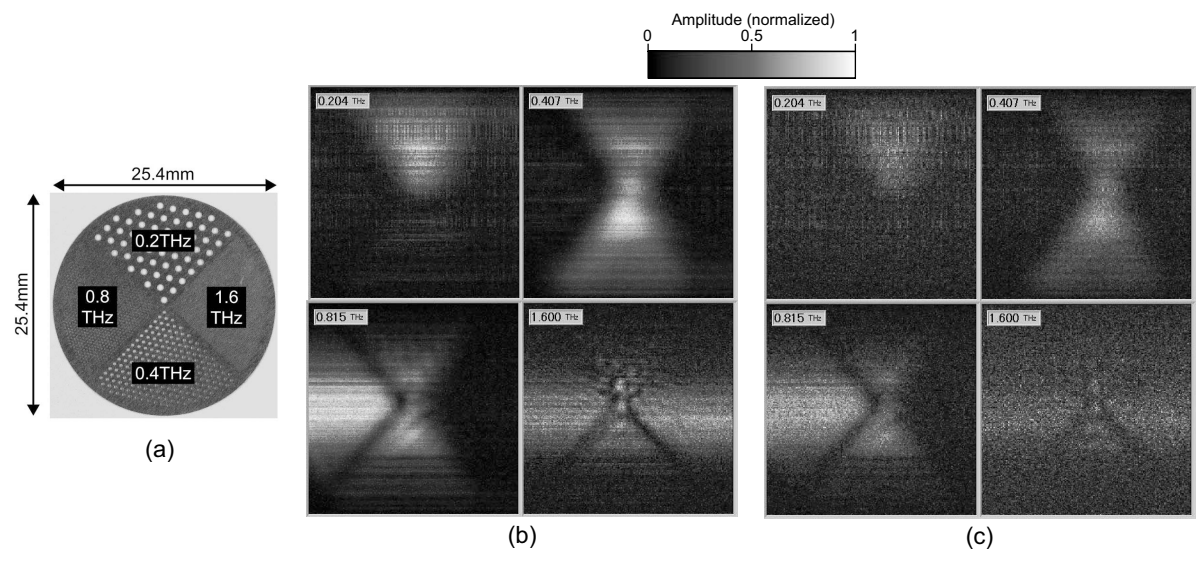 Amplitude (normalized)
0 0.5 1
0.204 THz
0.407 THz
0.204 THz
0.407 THz
25.4mm
25.4mm
0.2THz
0.8
THz
1.6
THz
0.4THz
0.815 THz
1.600 THz
0.815 THz
1.600 THz
(a)
(b)
(c)